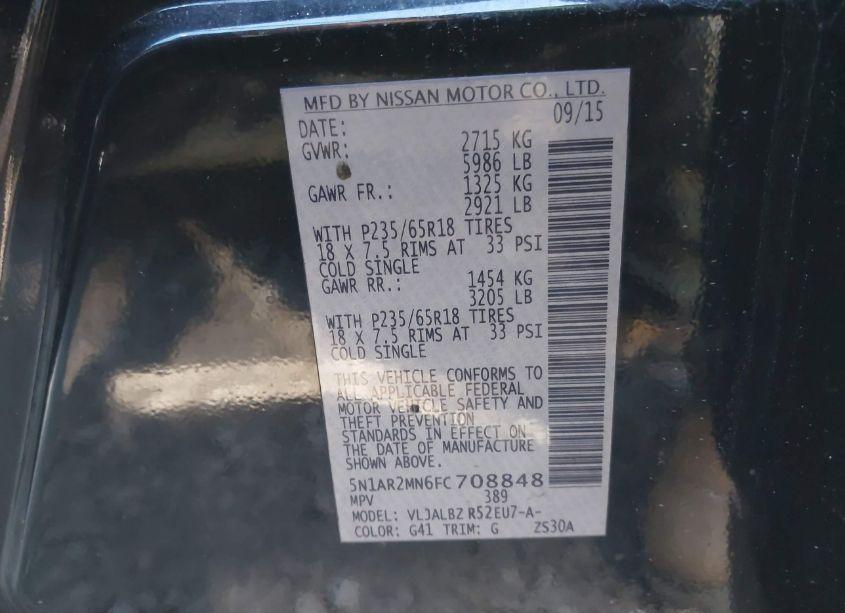 MFD BY NISSAN MOTOR CO., LTD.
DATE: 09/15
GVWR: 2715 KG
5986 LB
GAWR FR.: 1325 KG
2921 LB
WITH P235/65R18 TIRES
18 X 7.5 RIMS AT 33 PSI
COLD SINGLE
GAWR RR.: 1454 KG
3205 LB
WITH P235/65R18 TIRES
18 X 7.5 RIMS AT 33 PSI
COLD SINGLE
THIS VEHICLE CONFORMS TO
ALL APPLICABLE FEDERAL
MOTOR VEHICLE SAFETY AND
THEFT PREVENTION
STANDARDS IN EFFECT ON
THE DATE OF MANUFACTURE
SHOWN ABOVE.
5N1AR2MN6FC708848
MPV 389
MODEL: VLJALBZ R52EU7-A-
COLOR: G41 TRIM: G ZS30A